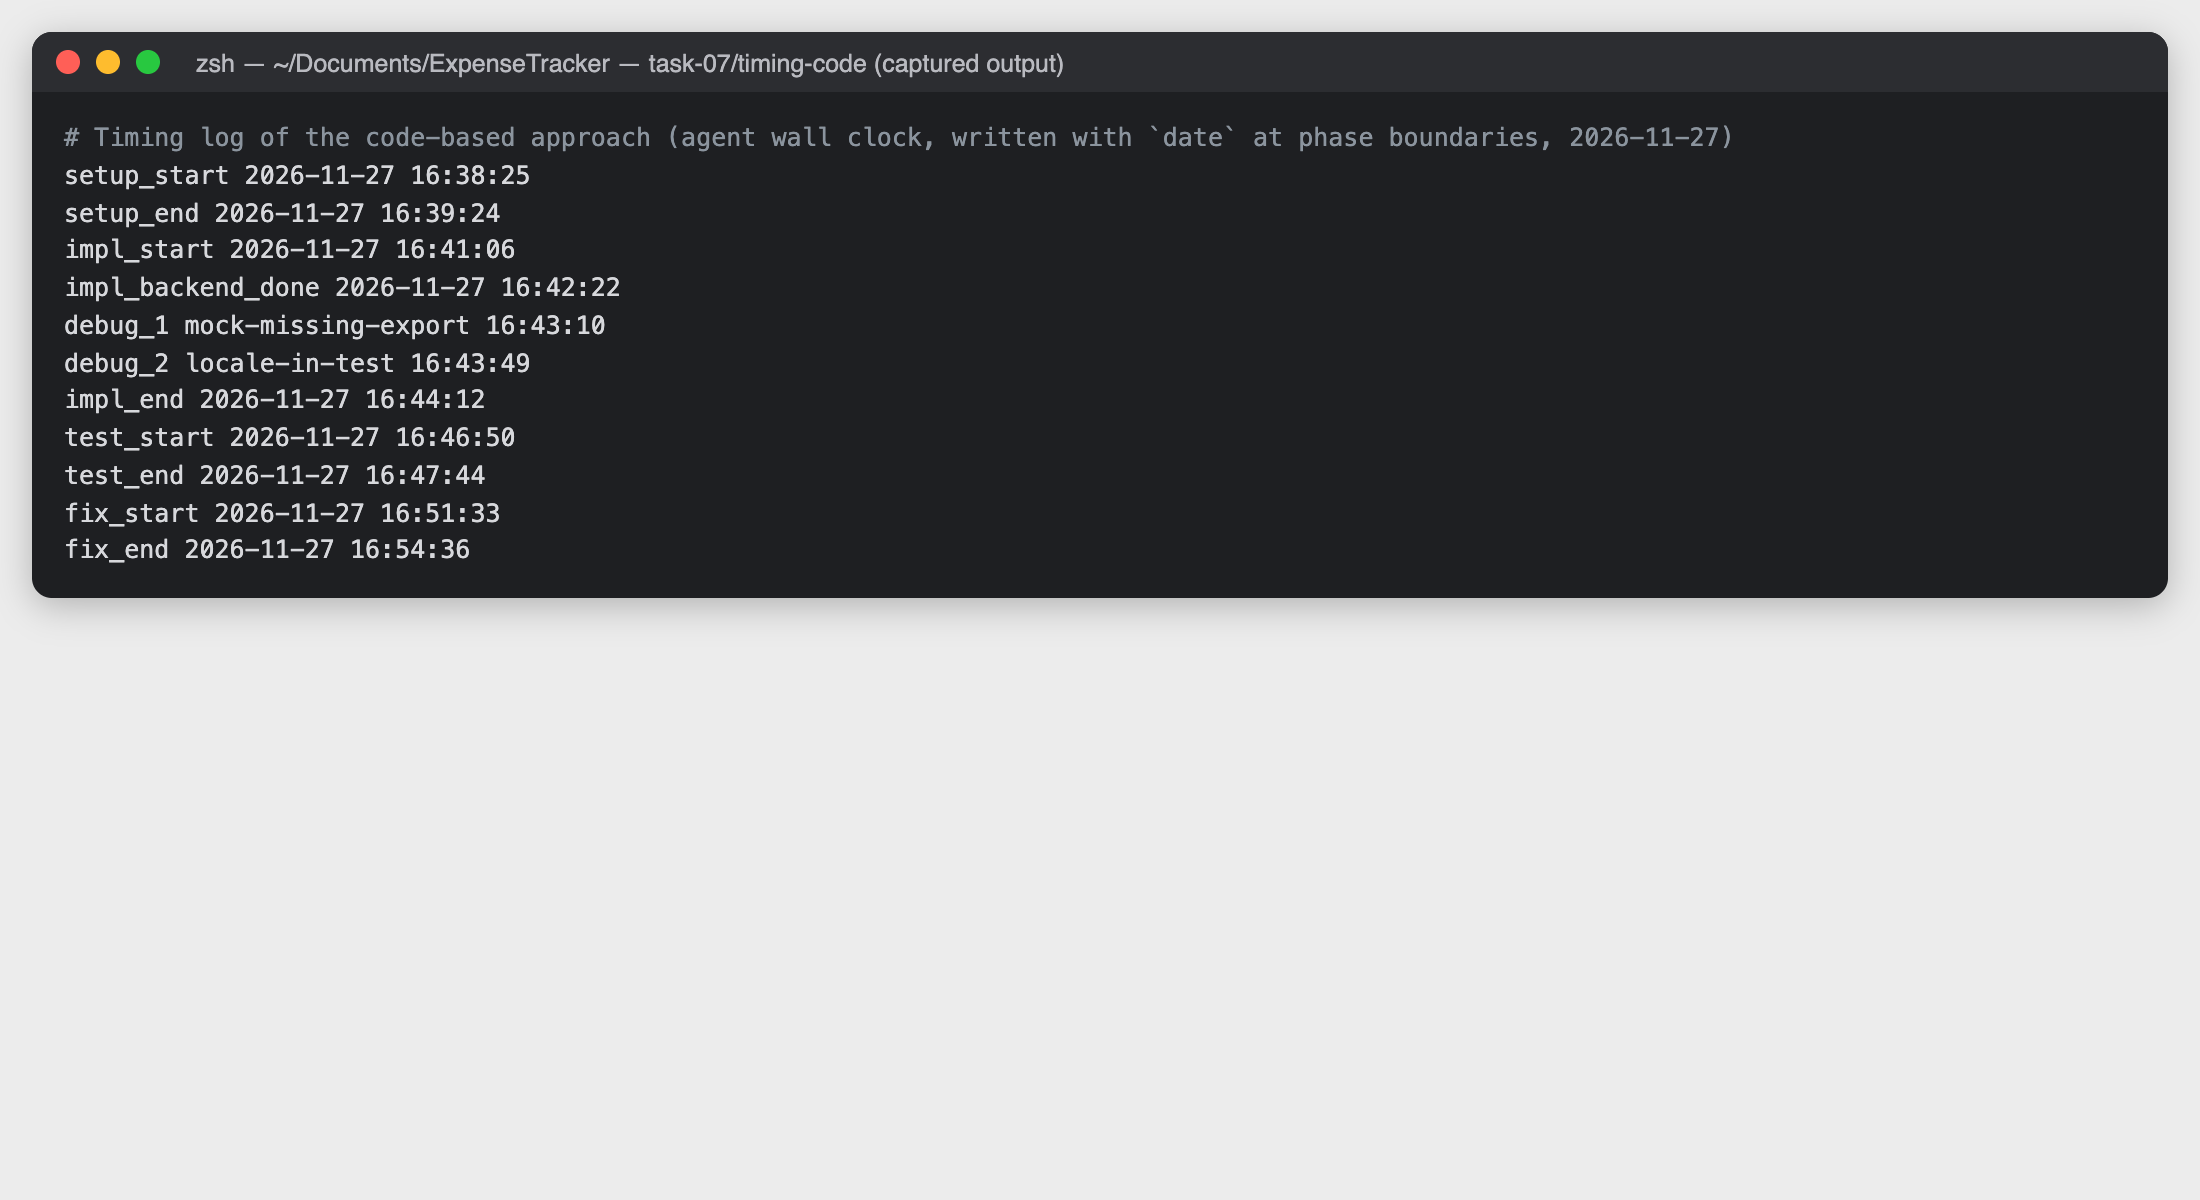 zsh — ~/Documents/ExpenseTracker — task-07/timing-code (captured output)
# Timing log of the code-based approach (agent wall clock, written with `date` at phase boundaries, 2026-11-27)
setup_start 2026-11-27 16:38:25
setup_end 2026-11-27 16:39:24
impl_start 2026-11-27 16:41:06
impl_backend_done 2026-11-27 16:42:22
debug_1 mock-missing-export 16:43:10
debug_2 locale-in-test 16:43:49
impl_end 2026-11-27 16:44:12
test_start 2026-11-27 16:46:50
test_end 2026-11-27 16:47:44
fix_start 2026-11-27 16:51:33
fix_end 2026-11-27 16:54:36